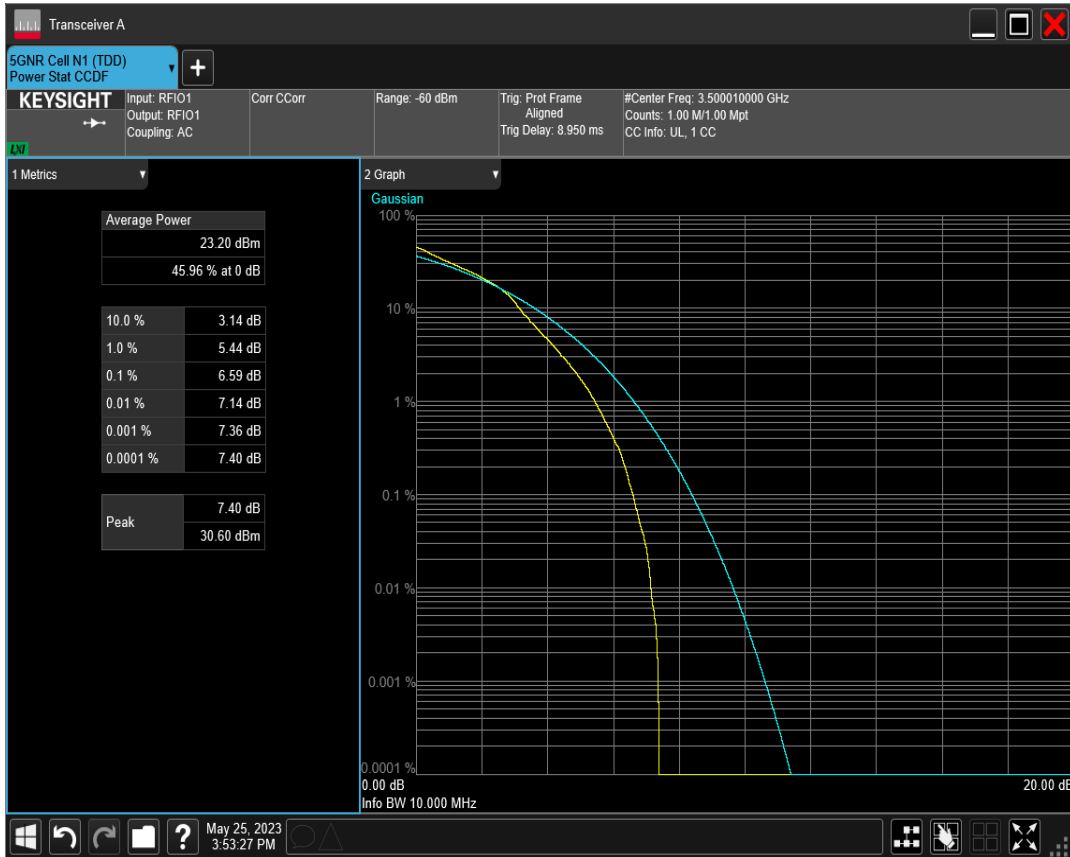 Transceiver A
5GNR Cell N1 (TDD)
Power Stat CCDF
+
KEYSIGHT
LXI
Input: RFIO1
Output: RFIO1
Coupling: AC
Corr CCorr
Range: -60 dBm
Trig: Prot Frame
Aligned
Trig Delay: 8.950 ms
#Center Freq: 3.500010000 GHz
Counts: 1.00 M/1.00 Mpt
CC Info: UL, 1 CC
1 Metrics
Average Power
23.20 dBm
45.96 % at 0 dB
10.0 % 3.14 dB
1.0 % 5.44 dB
0.1 % 6.59 dB
0.01 % 7.14 dB
0.001 % 7.36 dB
0.0001 % 7.40 dB
Peak
7.40 dB
30.60 dBm
2 Graph
Gaussian
100 %
10 %
1 %
0.1 %
0.01 %
0.001 %
0.0001 %
0.00 dB 20.00 dB
Info BW 10.000 MHz
?
May 25, 2023
3:53:27 PM